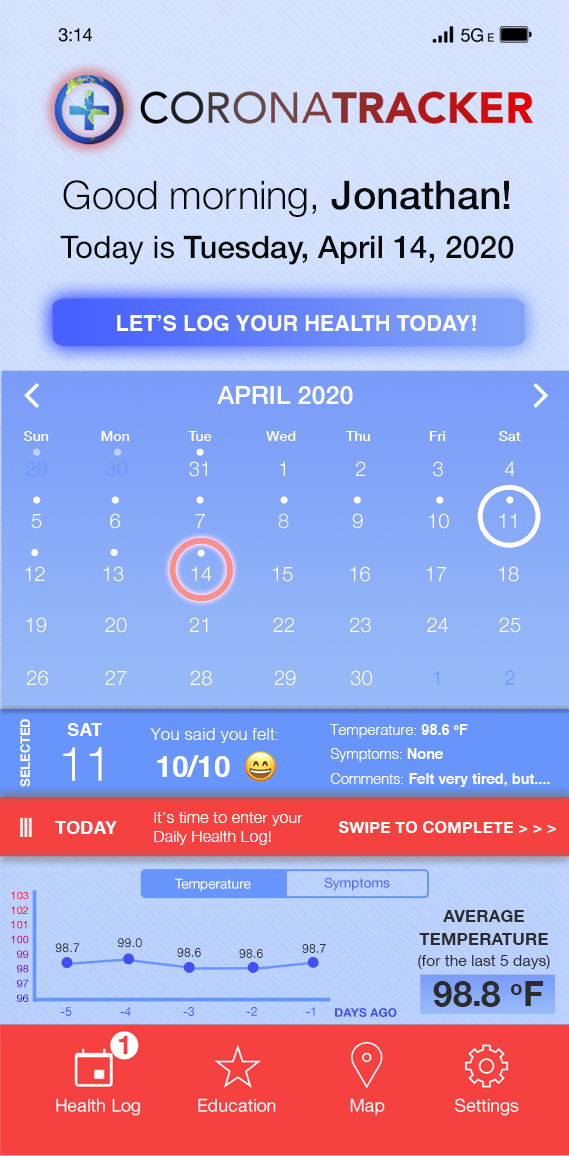 3:14 5G E
CORONATRACKER
Good morning, Jonathan!
Today is Tuesday, April 14, 2020
LET'S LOG YOUR HEALTH TODAY!
APRIL 2020
Sun Mon Tue Wed Thu Fri Sat
29 30 31 1 2 3 4
5 6 7 8 9 10 11
12 13 14 15 16 17 18
19 20 21 22 23 24 25
26 27 28 29 30 1 2
SELECTED
SAT
11
You said you felt:
10/10 😄
Temperature: 98.6 ºF
Symptoms: None
Comments: Felt very tired, but....
TODAY
It's time to enter your
Daily Health Log!
SWIPE TO COMPLETE > > >
Temperature Symptoms
103
102
101
100
99
98
97
96
98.7 99.0 98.6 98.6 98.7
-5 -4 -3 -2 -1 DAYS AGO
AVERAGE
TEMPERATURE
(for the last 5 days)
98.8 ºF
1
Health Log Education Map Settings